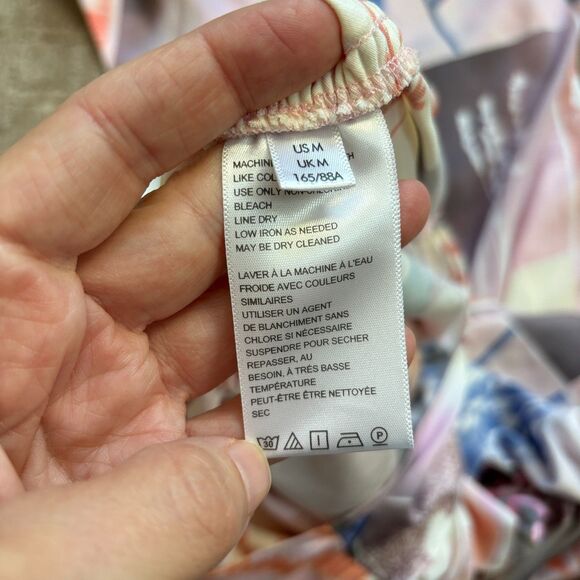 US M
UK M
165/88A
MACHINE
LIKE
USE ONLY
BLEACH
LINE DRY
LOW IRON AS NEEDED
MAY BE DRY CLEANED
LAVER À LA MACHINE À L'EAU
FROIDE AVEC COULEURS
SIMILAIRES
UTILISER UN AGENT
DE BLANCHIMENT SANS
CHLORE SI NÉCESSAIRE
SUSPENDRE POUR SECHER
REPASSER, AU
BESOIN, À TRÉS BASSE
TEMPÉRATURE
PEUT-ÊTRE ÊTRE NETTOYÉE
SEC
30
P